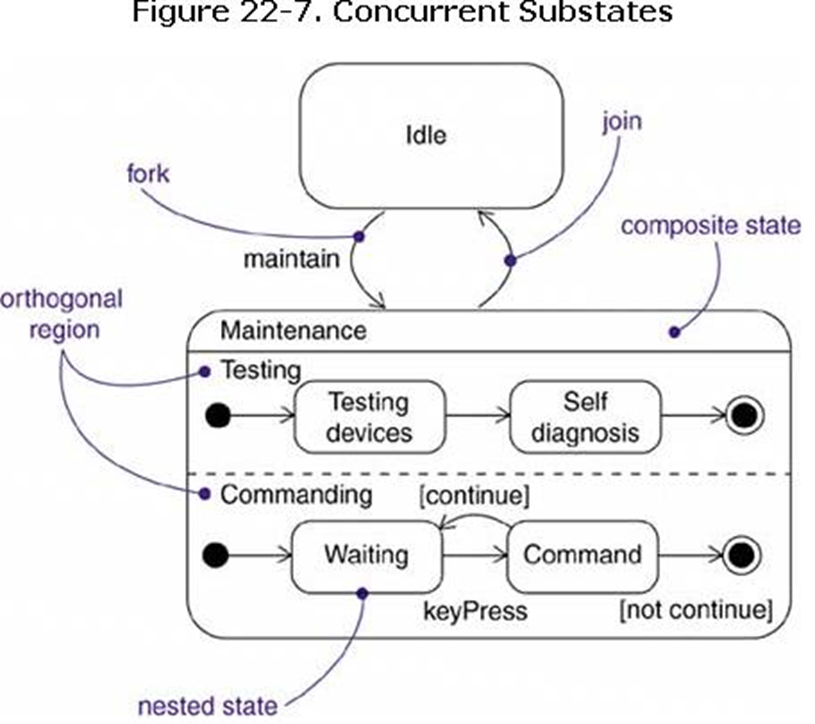 Figure 22-7. Concurrent Substates
Idle
join
fork
composite state
maintain
orthogonal
region
Maintenance
Testing
Testing
devices
Self
diagnosis
Commanding
[continue]
Waiting
Command
keyPress
[not continue]
nested state